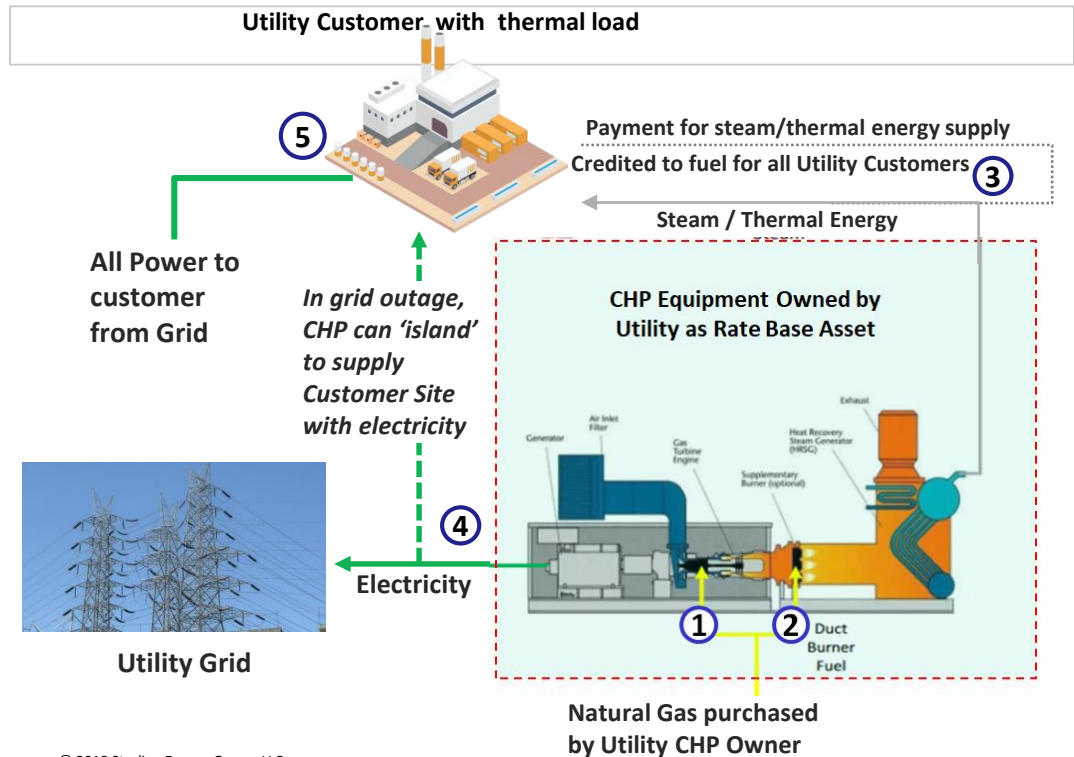 Utility Customer with thermal load
5
Payment for steam/thermal energy supply
Credited to fuel for all Utility Customers
3
Steam / Thermal Energy
All Power to
customer
from Grid
In grid outage,
CHP can ‘island’
to supply
Customer Site
with electricity
CHP Equipment Owned by
Utility as Rate Base Asset
Exhaust
Air Inlet
Filter
Generator
Gas
Turbine
Engine
Heat Recovery
Steam Generator
(HRSG)
Supplementary
Burner (optional)
4
Electricity
1
2
Duct
Burner
Fuel
Utility Grid
Natural Gas purchased
by Utility CHP Owner